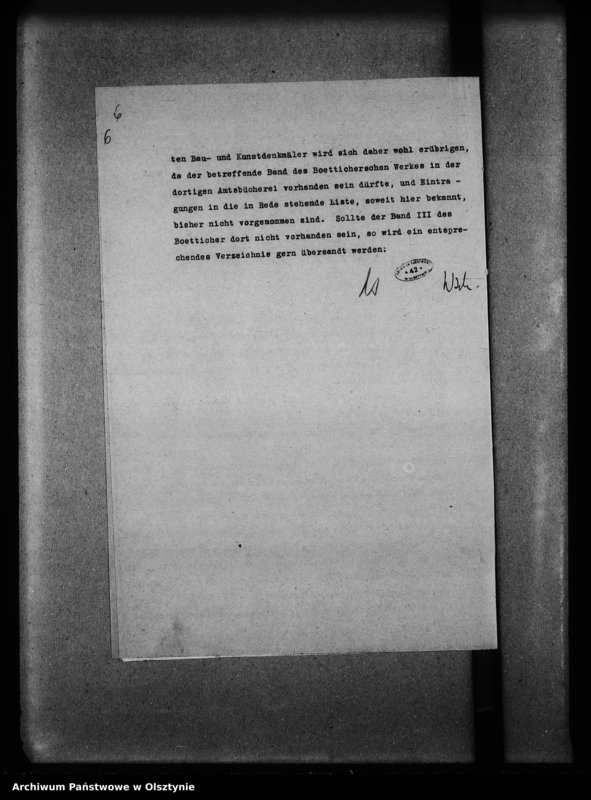 6
6
ten Bau- und Kunstdenkmäler wird sich daher wohl erübrigen,
da der betreffende Band des Boetticherschen Werkes in der
dortigen Amtsbücherei vorhanden sein dürfte, und Eintra -
gungen in die in Rede stehende Liste, soweit hier bekannt,
bisher nicht vorgenommen sind. Sollte der Band III des
Boetticher dort nicht vorhanden sein, so wird ein entspre-
chendes Verzeichnis gern übersandt werden:
* 42 *
Archiwum Państwowe w Olsztynie